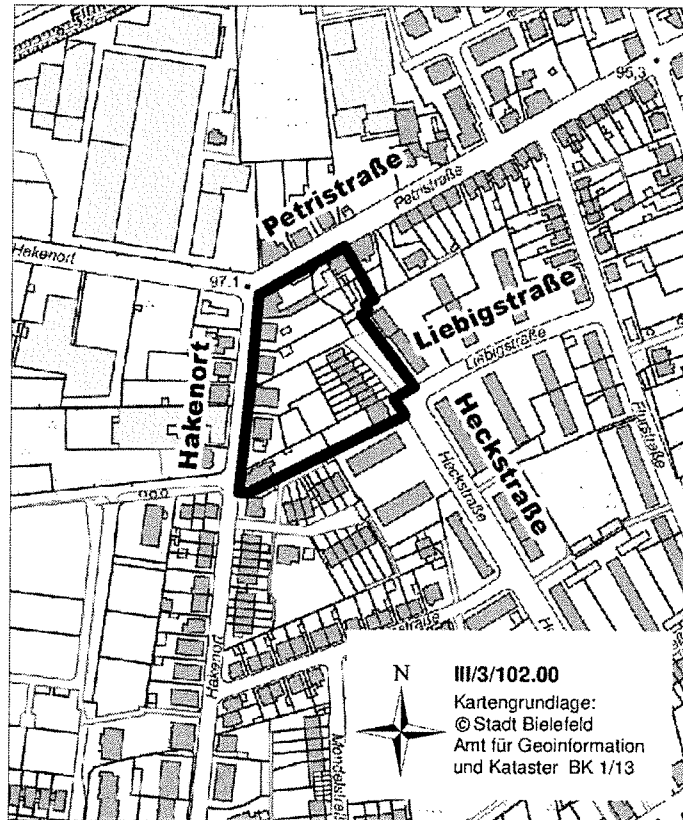 95,3
Petristraße
Petristraße
Hakenort
97,1
Liebigstraße
Liebigstraße
Hakenort
Heckstraße
Heckstraße
Hakenort
N
III/3/102.00
Kartengrundlage:
© Stadt Bielefeld
Amt für Geoinformation
und Kataster BK 1/13